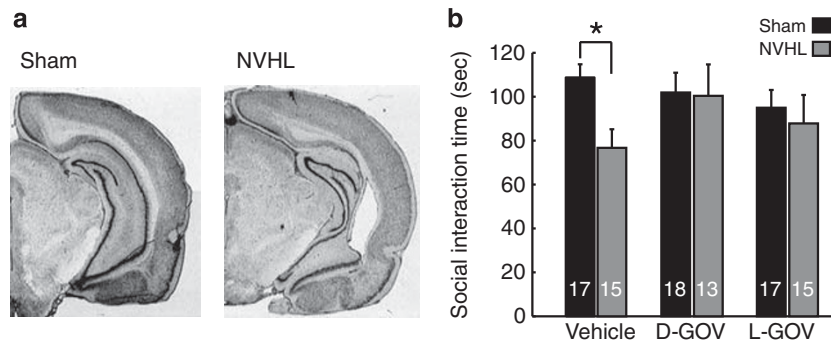 a
Sham
NVHL
b
Sham
NVHL
Social interaction time (sec)
120
100
80
60
40
20
0
*
17 15 18 13 17 15
Vehicle D-GOV L-GOV